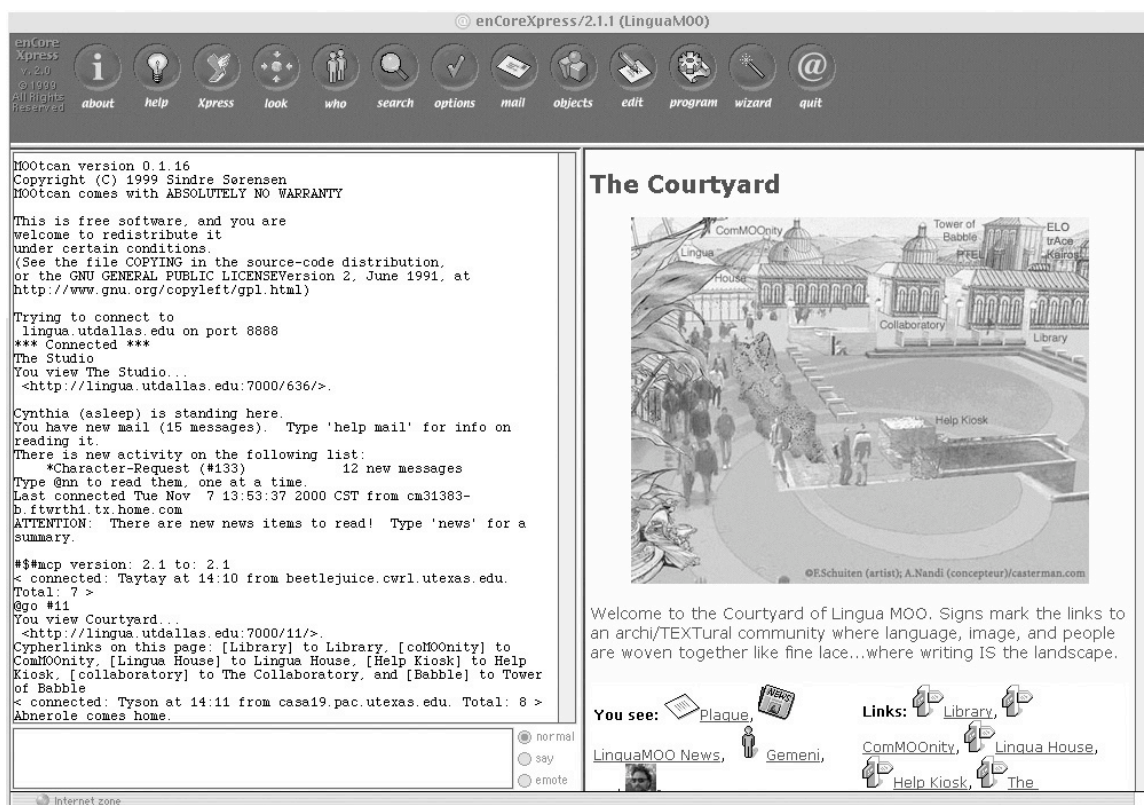 @ enCoreXpress/2.1.1 (LinguaMOO)
enCore
Xpress
v. 2.0
© 1999
All Rights
Reserved
about help Xpress look who search options mail objects edit program wizard quit
MOOtcan version 0.1.16
Copyright (C) 1999 Sindre Sørensen
MOOtcan comes with ABSOLUTELY NO WARRANTY
This is free software, and you are
welcome to redistribute it
under certain conditions.
(See the file COPYING in the source-code distribution,
or the GNU GENERAL PUBLIC LICENSEVersion 2, June 1991, at
http://www.gnu.org/copyleft/gpl.html)
Trying to connect to
lingua.utdallas.edu on port 8888
*** Connected ***
The Studio
You view The Studio...
<http://lingua.utdallas.edu:7000/636/>.
Cynthia (asleep) is standing here.
You have new mail (15 messages). Type 'help mail' for info on
reading it.
There is new activity on the following list:
*Character-Request (#133) 12 new messages
Type @nn to read them, one at a time.
Last connected Tue Nov 7 13:53:37 2000 CST from cm31383-
b.ftwrth1.tx.home.com
ATTENTION: There are new news items to read! Type 'news' for a
summary.
#$#mcp version: 2.1 to: 2.1
< connected: Taytay at 14:10 from beetlejuice.cwrl.utexas.edu.
Total: 7 >
@go #11
You view Courtyard...
<http://lingua.utdallas.edu:7000/11/>.
Cypherlinks on this page: [Library] to Library, [coMOOnity] to
ComMOOnity, [Lingua House] to Lingua House, [Help Kiosk] to Help
Kiosk, [collaboratory] to The Collaboratory, and [Babble] to Tower
of Babble
< connected: Tyson at 14:11 from casa19.pac.utexas.edu. Total: 8 >
Abnerole comes home.
normal
say
emote
The Courtyard
ComMOOnity
Tower of
Babble
ELO
trAce
Kairos
PTEL
Lingua
House
Collaboratory
Library
Help Kiosk
©F.Schuiten (artist); A.Nandi (concepteur)/casterman.com
Welcome to the Courtyard of Lingua MOO. Signs mark the links to
an archi/TEXTural community where language, image, and people
are woven together like fine lace...where writing IS the landscape.
You see: Plaque, NEWS
LinguaMOO News, Gemeni,
Links: Library,
ComMOOnity, Lingua House,
Help Kiosk, The
Internet zone